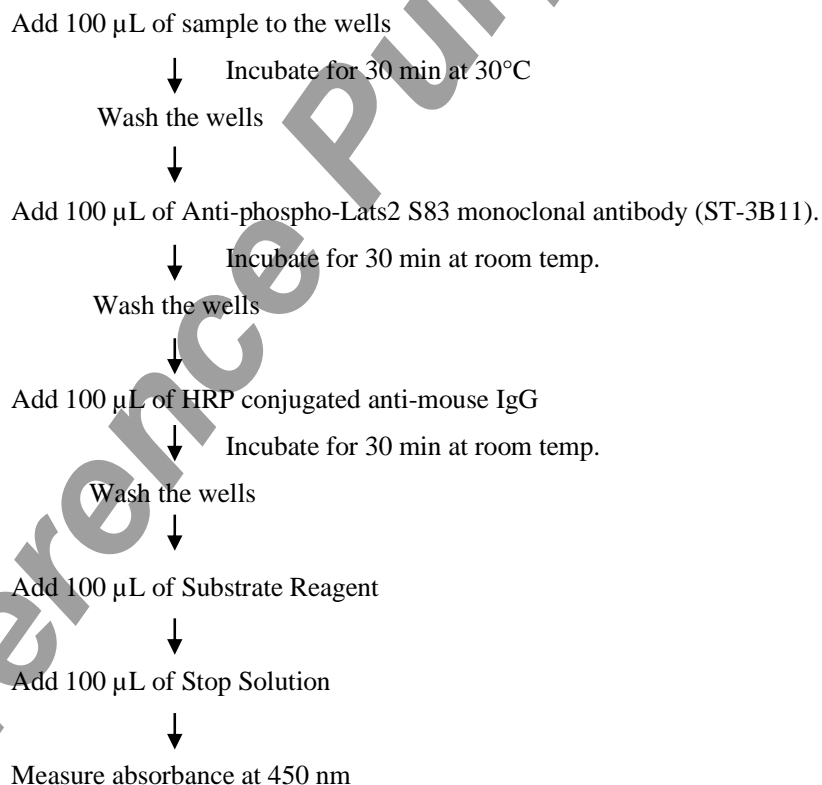 Add 100 µL of sample to the wells
Incubate for 30 min at 30°C
Wash the wells
Add 100 µL of Anti-phospho-Lats2 S83 monoclonal antibody (ST-3B11).
Incubate for 30 min at room temp.
Wash the wells
Add 100 µL of HRP conjugated anti-mouse IgG
Incubate for 30 min at room temp.
Wash the wells
Add 100 µL of Substrate Reagent
Add 100 µL of Stop Solution
Measure absorbance at 450 nm